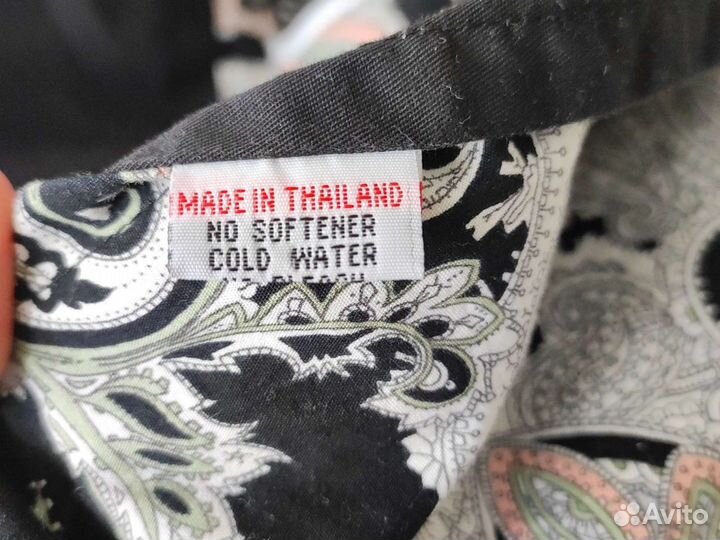 MADE IN THAILAND
NO SOFTENER
COLD WATER
Avito